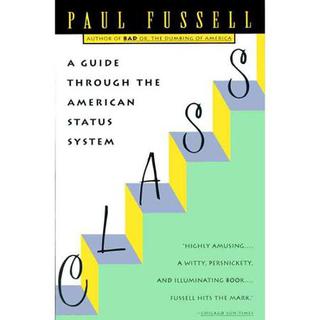 PAUL FUSSELL
AUTHOR OF BAD OR, THE DUMBING OF AMERICA
A GUIDE
THROUGH THE
AMERICAN
STATUS
SYSTEM
CLASS
"HIGHLY AMUSING....
A WITTY, PERSNICKETY,
AND ILLUMINATING BOOK....
FUSSELL HITS THE MARK."
—CHICAGO SUN-TIMES